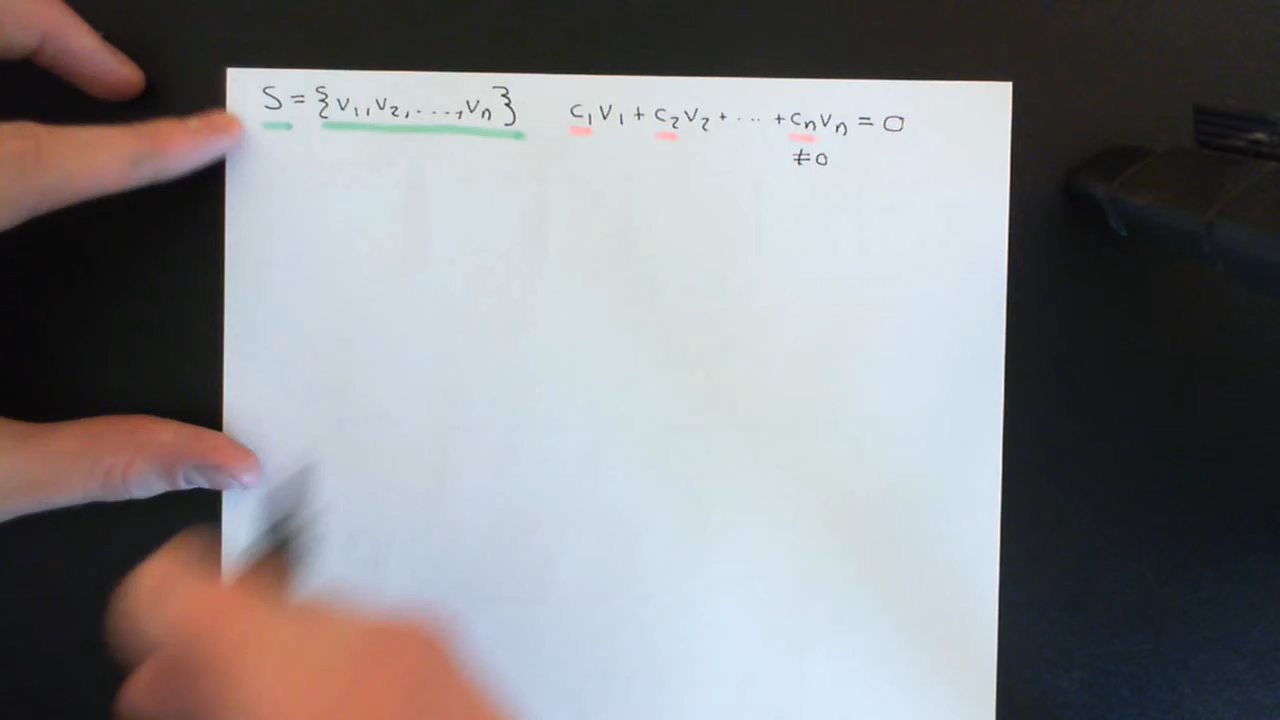 S = {v₁, v₂, ...., vₙ} c₁v₁ + c₂v₂ + ... + cₙvₙ = 0
≠0